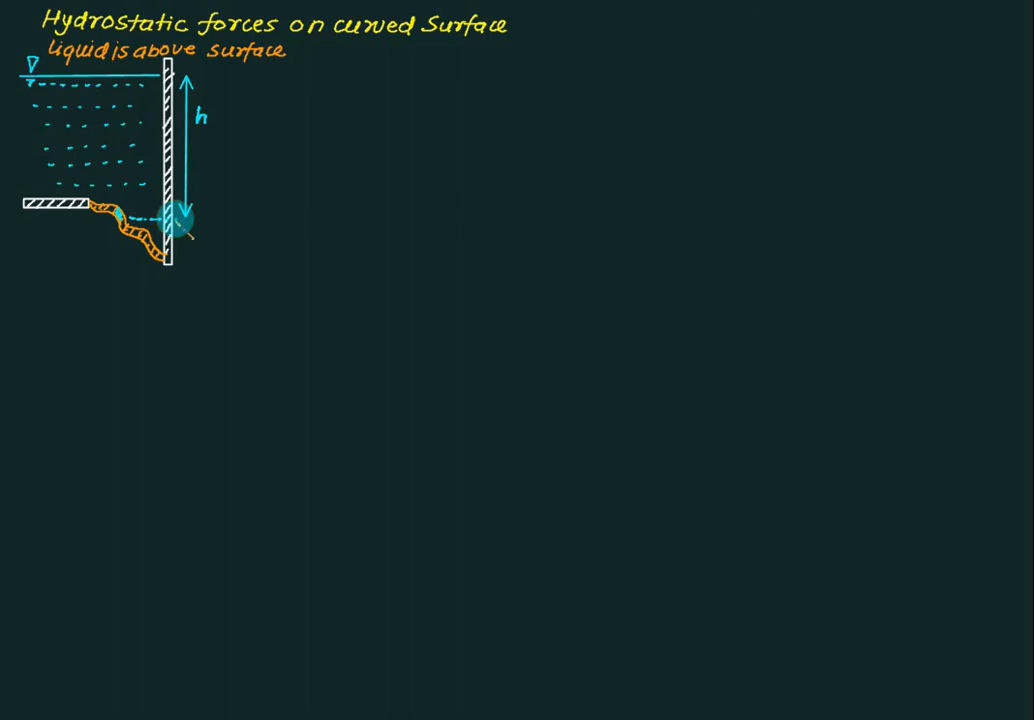 Hydrostatic forces on curved Surface
liquid is above surface
h